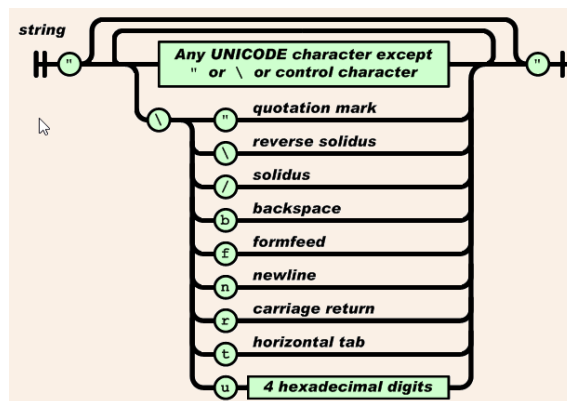 string
"
Any UNICODE character except
" or \ or control character
"
\
" quotation mark
\ reverse solidus
/ solidus
b backspace
f formfeed
n newline
r carriage return
t horizontal tab
u 4 hexadecimal digits